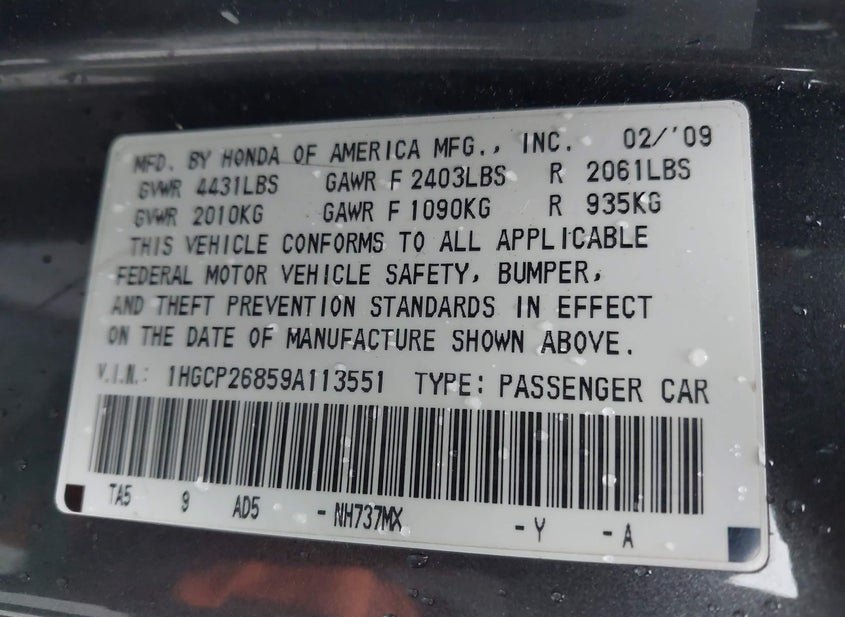 MFD. BY HONDA OF AMERICA MFG., INC. 02/'09
GVWR 4431LBS GAWR F 2403LBS R 2061LBS
GVWR 2010KG GAWR F 1090KG R 935KG
THIS VEHICLE CONFORMS TO ALL APPLICABLE
FEDERAL MOTOR VEHICLE SAFETY, BUMPER,
AND THEFT PREVENTION STANDARDS IN EFFECT
ON THE DATE OF MANUFACTURE SHOWN ABOVE.
V.I.N.: 1HGCP26859A113551 TYPE: PASSENGER CAR
TA5 9 AD5 - NH737MX - Y - A